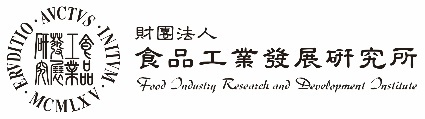 ERVDITIO · AVCTVS · INITVM · MCMLXV ·
食品
工業
發展
研究
所
財團法人
食品工業發展研究所
Food Industry Research and Development Institute